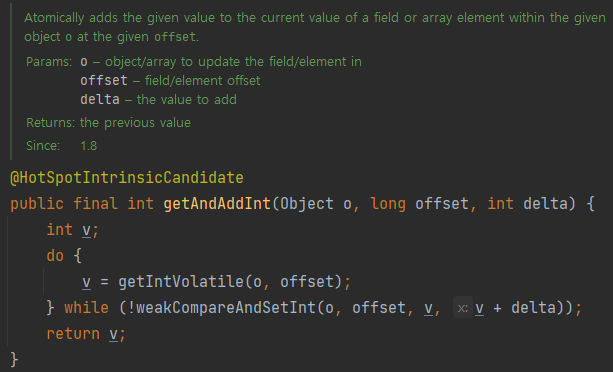 Atomically adds the given value to the current value of a field or array element within the given
object o at the given offset.
Params: o – object/array to update the field/element in
offset – field/element offset
delta – the value to add
Returns: the previous value
Since: 1.8
@HotSpotIntrinsicCandidate
public final int getAndAddInt(Object o, long offset, int delta) {
    int v;
    do {
        v = getIntVolatile(o, offset);
    } while (!weakCompareAndSetInt(o, offset, v, x: v + delta));
    return v;
}